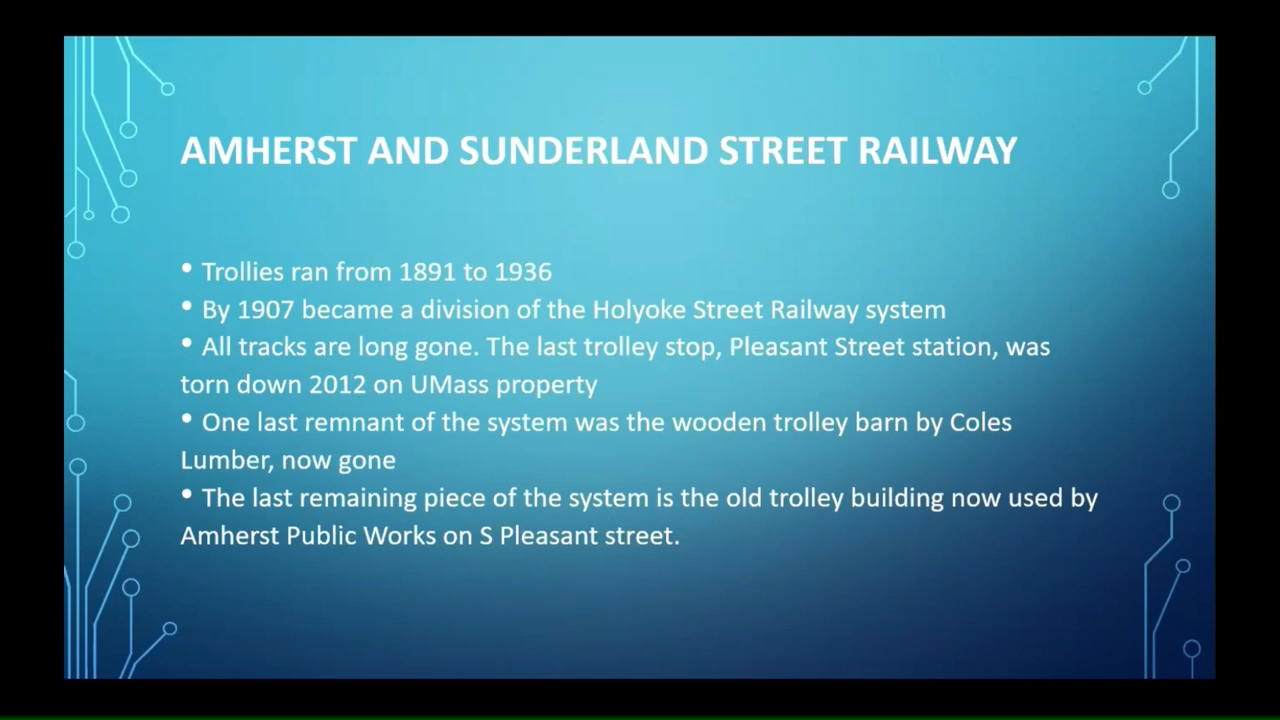 AMHERST AND SUNDERLAND STREET RAILWAY
• Trollies ran from 1891 to 1936
• By 1907 became a division of the Holyoke Street Railway system
• All tracks are long gone. The last trolley stop, Pleasant Street station, was
torn down 2012 on UMass property
• One last remnant of the system was the wooden trolley barn by Coles
Lumber, now gone
• The last remaining piece of the system is the old trolley building now used by
Amherst Public Works on S Pleasant street.